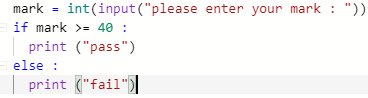 mark = int(input("please enter your mark : "))
if mark >= 40 :
  print ("pass")
else :
  print ("fail")